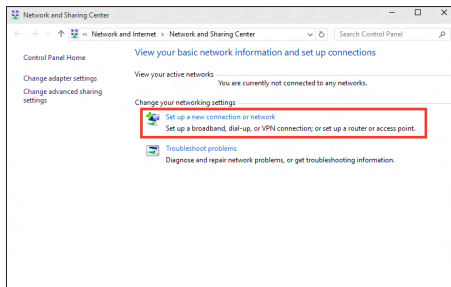 Network and Sharing Center
« Network and Internet › Network and Sharing Center
Search Control Panel
Control Panel Home
Change adapter settings
Change advanced sharing
settings
View your basic network information and set up connections
View your active networks
You are currently not connected to any networks.
Change your networking settings
Set up a new connection or network
Set up a broadband, dial-up, or VPN connection; or set up a router or access point.
Troubleshoot problems
Diagnose and repair network problems, or get troubleshooting information.